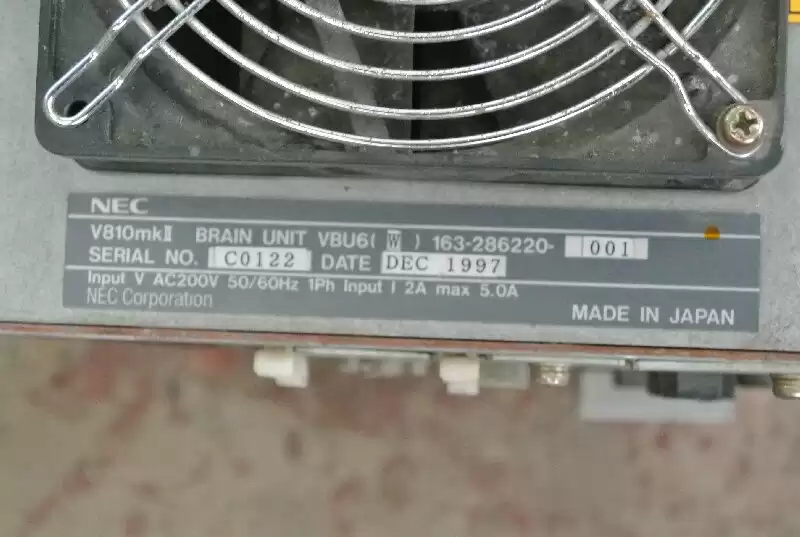 NEC
V810mkII BRAIN UNIT VBU6( W ) 163-286220- 001
SERIAL NO. C0122 DATE DEC 1997
Input V AC200V 50/60Hz 1Ph Input I 2A max 5.0A
NEC Corporation
MADE IN JAPAN